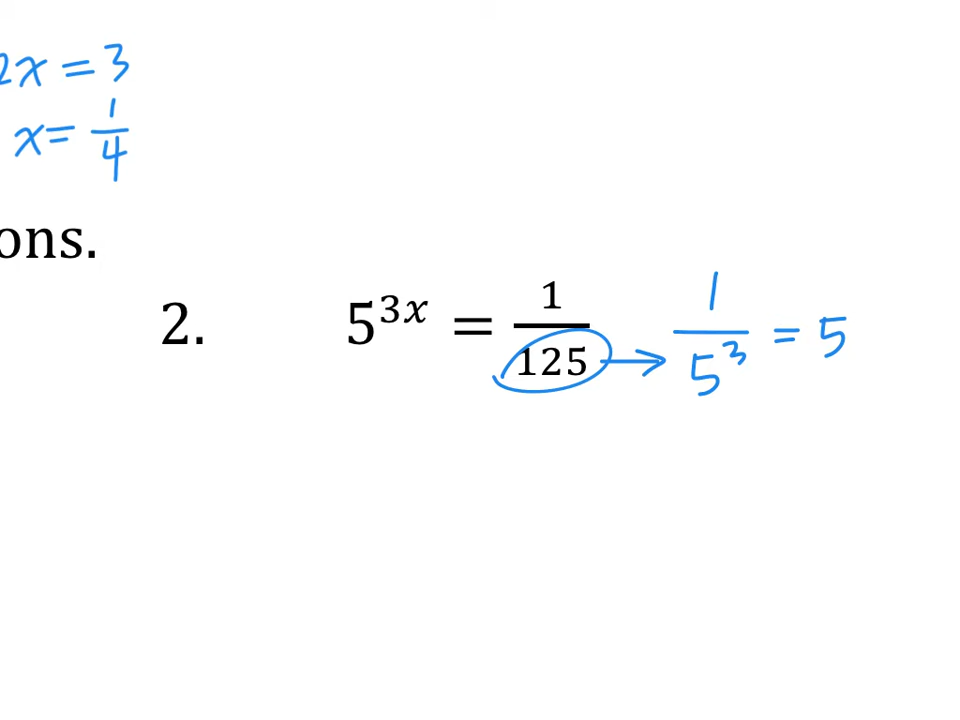 2x = 3
x = 1/4
ons.
2. 5^{3x} = 1/125 → 1/5^3 = 5